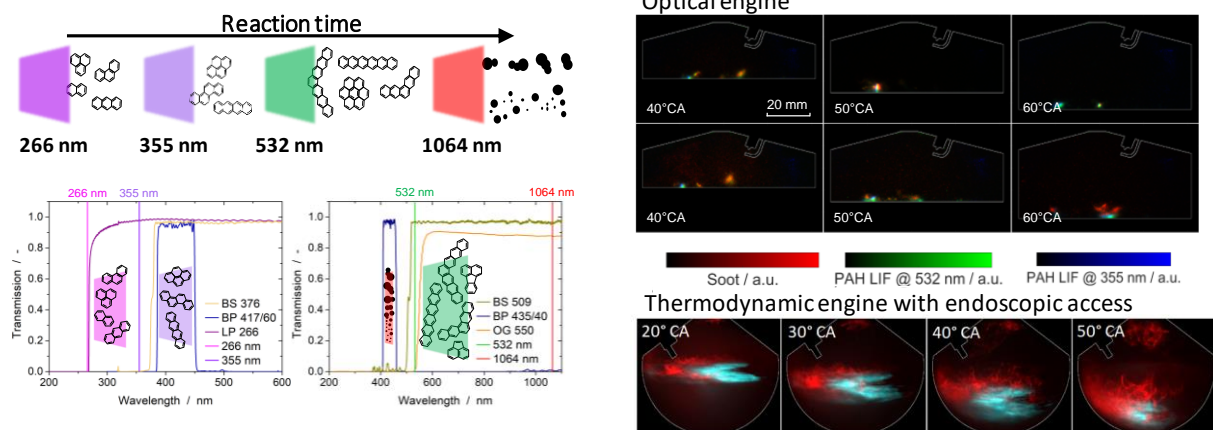 Reaction time
266 nm
355 nm
532 nm
1064 nm
266 nm
355 nm
1.0
0.8
0.6
0.4
0.2
0.0
Transmission / -
BS 376
BP 417/60
LP 266
266 nm
355 nm
200
300
400
500
600
Wavelength / nm
532 nm
1064 nm
1.0
0.8
0.6
0.4
0.2
0.0
Transmission / -
BS 509
BP 435/40
OG 550
532 nm
1064 nm
200
400
600
800
1000
Wavelength / nm
Optical engine
40°CA
20 mm
50°CA
60°CA
40°CA
50°CA
60°CA
Soot / a.u.
PAH LIF @ 532 nm / a.u.
PAH LIF @ 355 nm / a.u.
Thermodynamic engine with endoscopic access
20° CA
30° CA
40° CA
50° CA